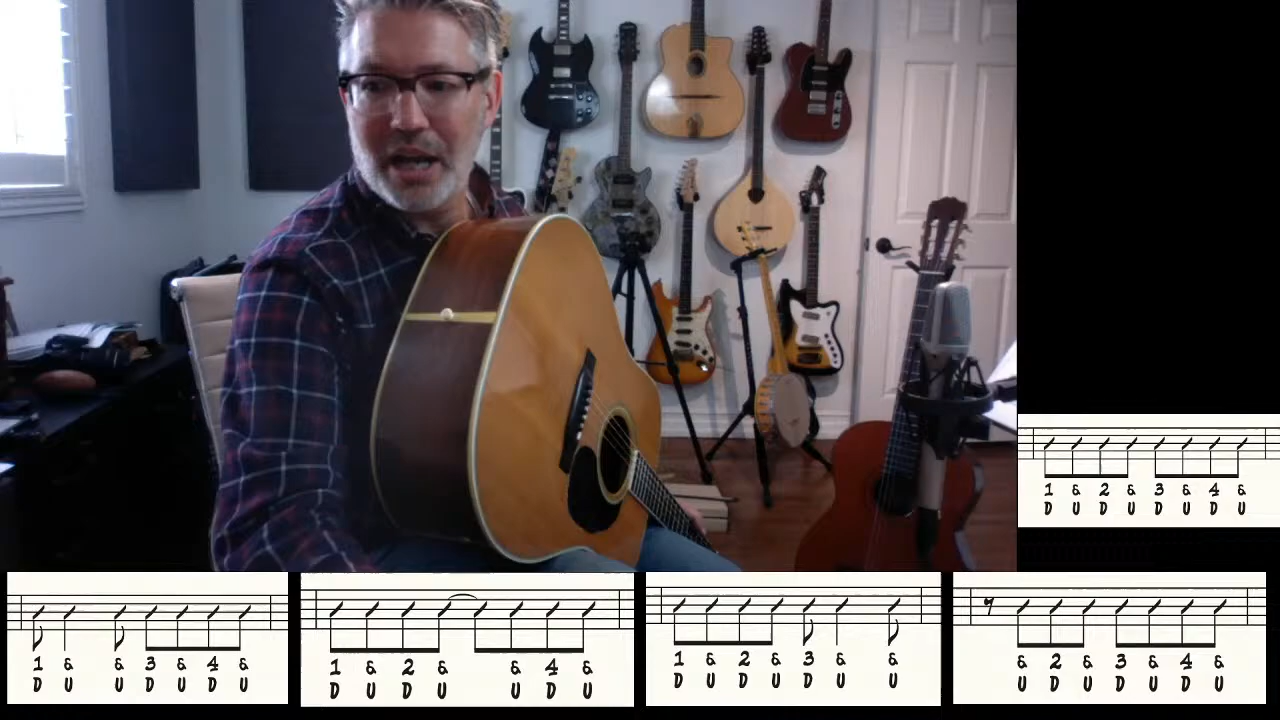 1 & 2 & 3 & 4 &
D U D U D U D U
1 & & 3 & 4 &
D U U D U D U
1 & 2 & & 4 &
D U D U U D U
1 & 2 & 3 & &
D U D U D U U
& 2 & 3 & 4 &
U D U D U D U